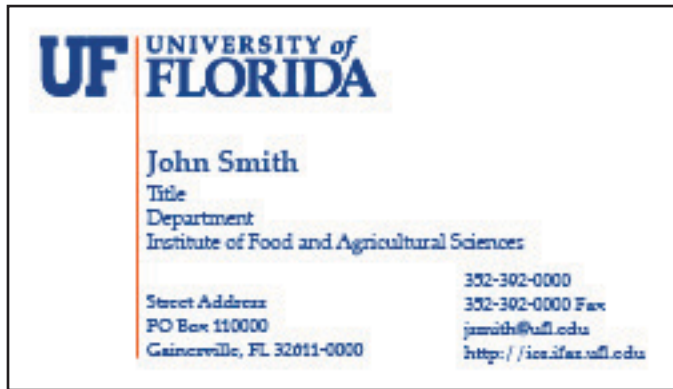 UF UNIVERSITY of
FLORIDA
John Smith
Title
Department
Institute of Food and Agricultural Sciences
Street Address
PO Box 110000
Gainesville, FL 32611-0000
352-392-0000
352-392-0000 Fax
jsmith@ufl.edu
http://ics.ifas.ufl.edu